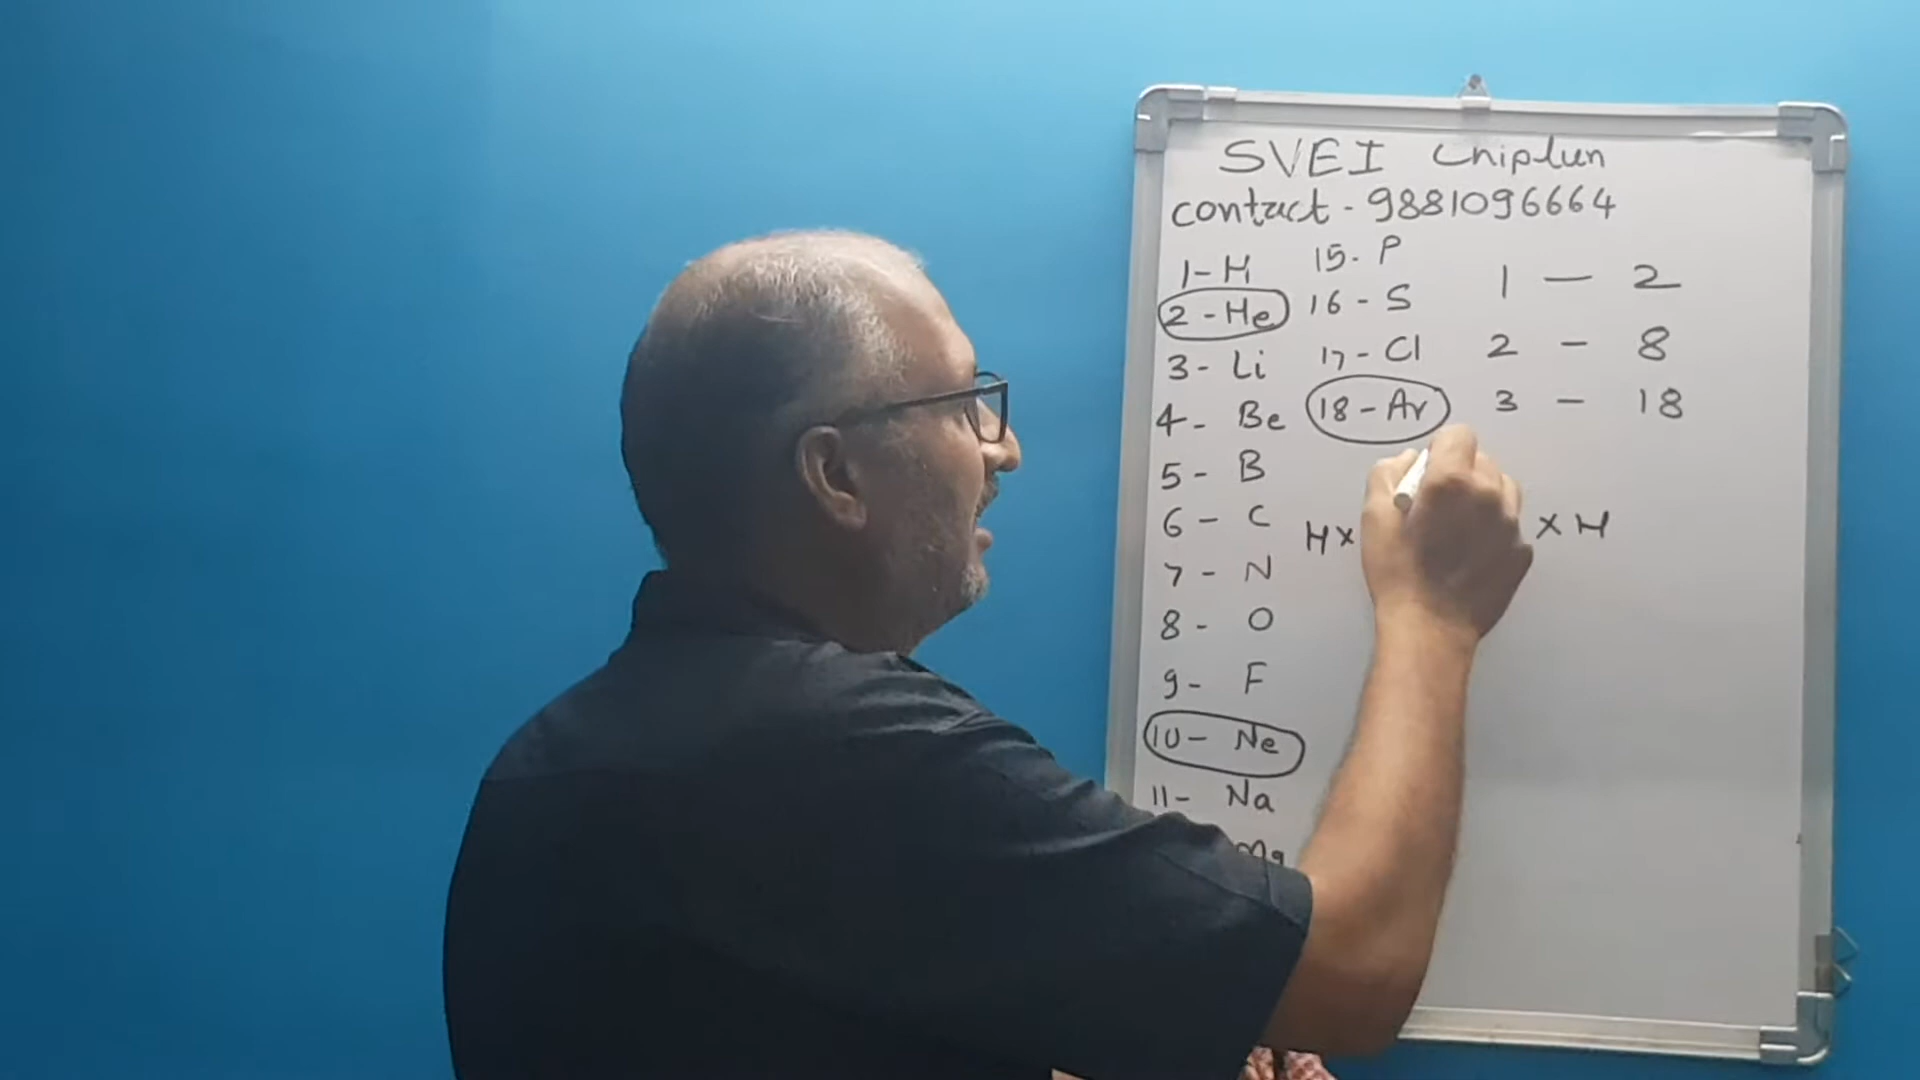 SVEI Chiplun
contact - 9881096664
1- H
2 - He
3 - Li
4 - Be
5 - B
6 - C
7 - N
8 - O
9 - F
10 - Ne
11 - Na
Mg
15. P
16 - S
17 - Cl
18 - Ar
1 — 2
2 - 8
3 - 18
H× ×H